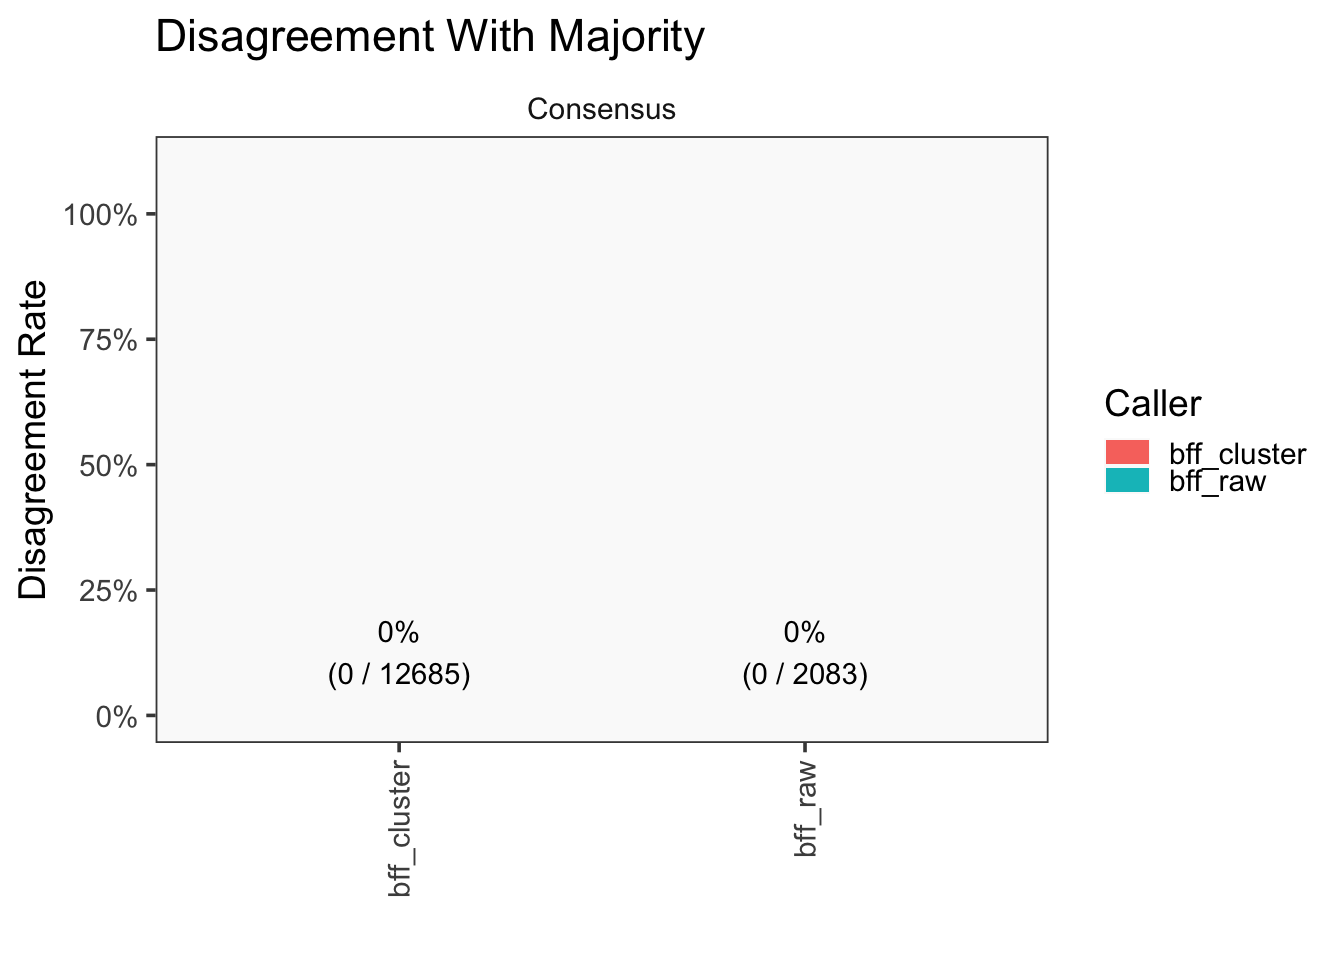 Disagreement With Majority
Consensus
Disagreement Rate
100%
75%
50%
25%
0%
0%
(0 / 12685)
0%
(0 / 2083)
bff_cluster
bff_raw
Caller
bff_cluster
bff_raw